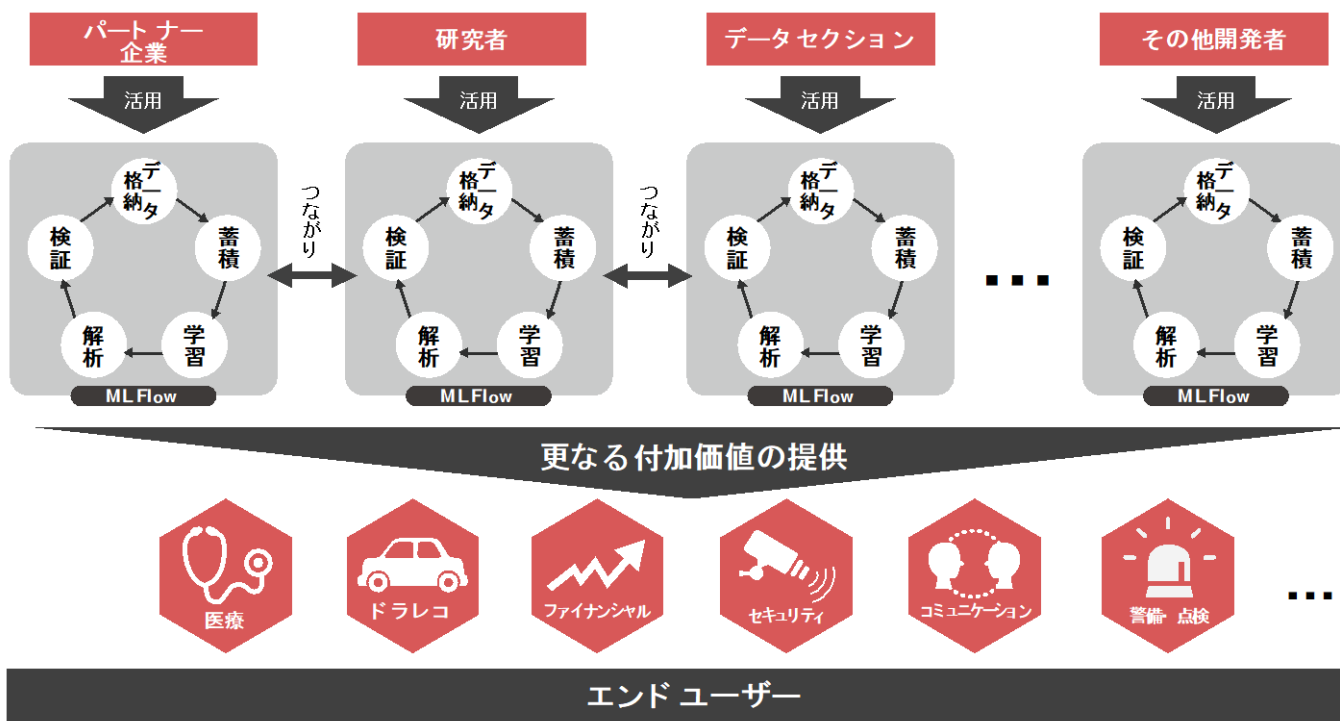 パートナー
企業
研究者
データセクション
その他開発者
活用
活用
活用
活用
データ
格納
蓄積
学習
解析
検証
MLFlow
つながり
データ
格納
蓄積
学習
解析
検証
MLFlow
つながり
データ
格納
蓄積
学習
解析
検証
MLFlow
データ
格納
蓄積
学習
解析
検証
MLFlow
更なる付加価値の提供
医療
ドラレコ
ファイナンシャル
セキュリティ
コミュニケーション
警備・点検
エンドユーザー